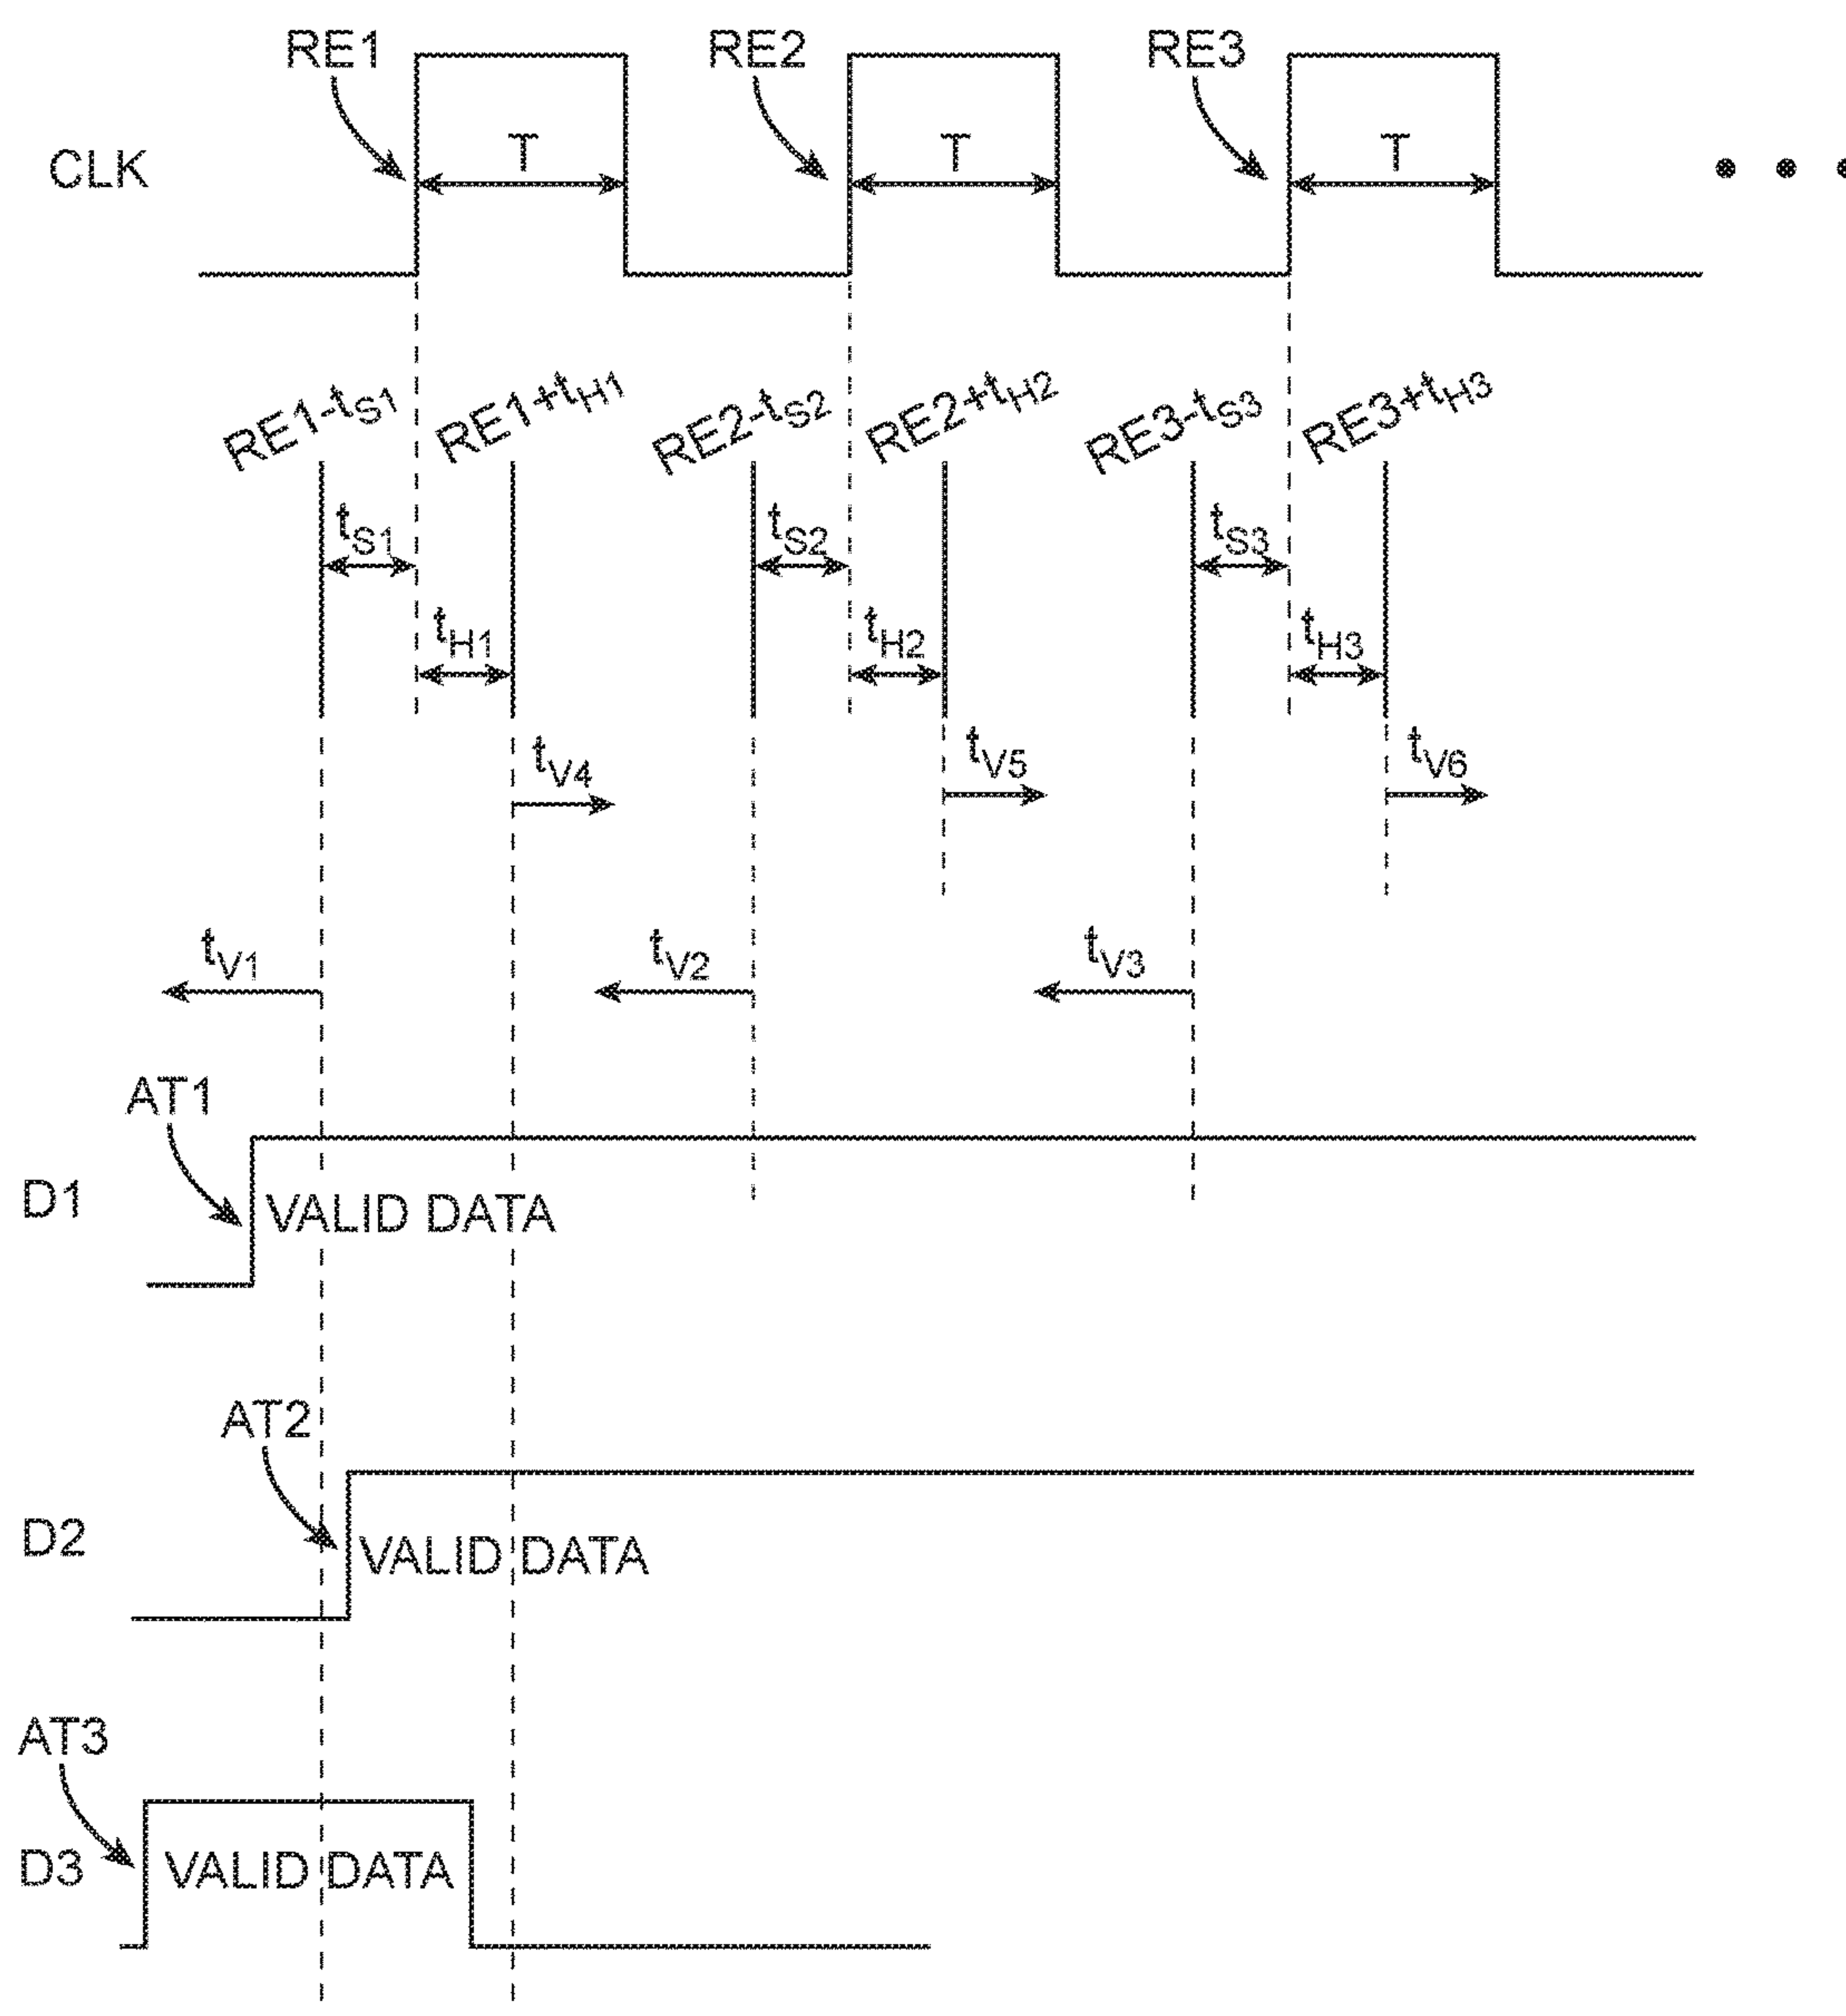 RE1
RE2
RE3
CLK
T
T
T
RE1-tS1
RE1+tH1
RE2-tS2
RE2+tH2
RE3-tS3
RE3+tH3
tS1
tS2
tS3
tH1
tH2
tH3
tV4
tV5
tV6
tV1
tV2
tV3
AT1
D1
VALID DATA
AT2
D2
VALID DATA
AT3
D3
VALID DATA